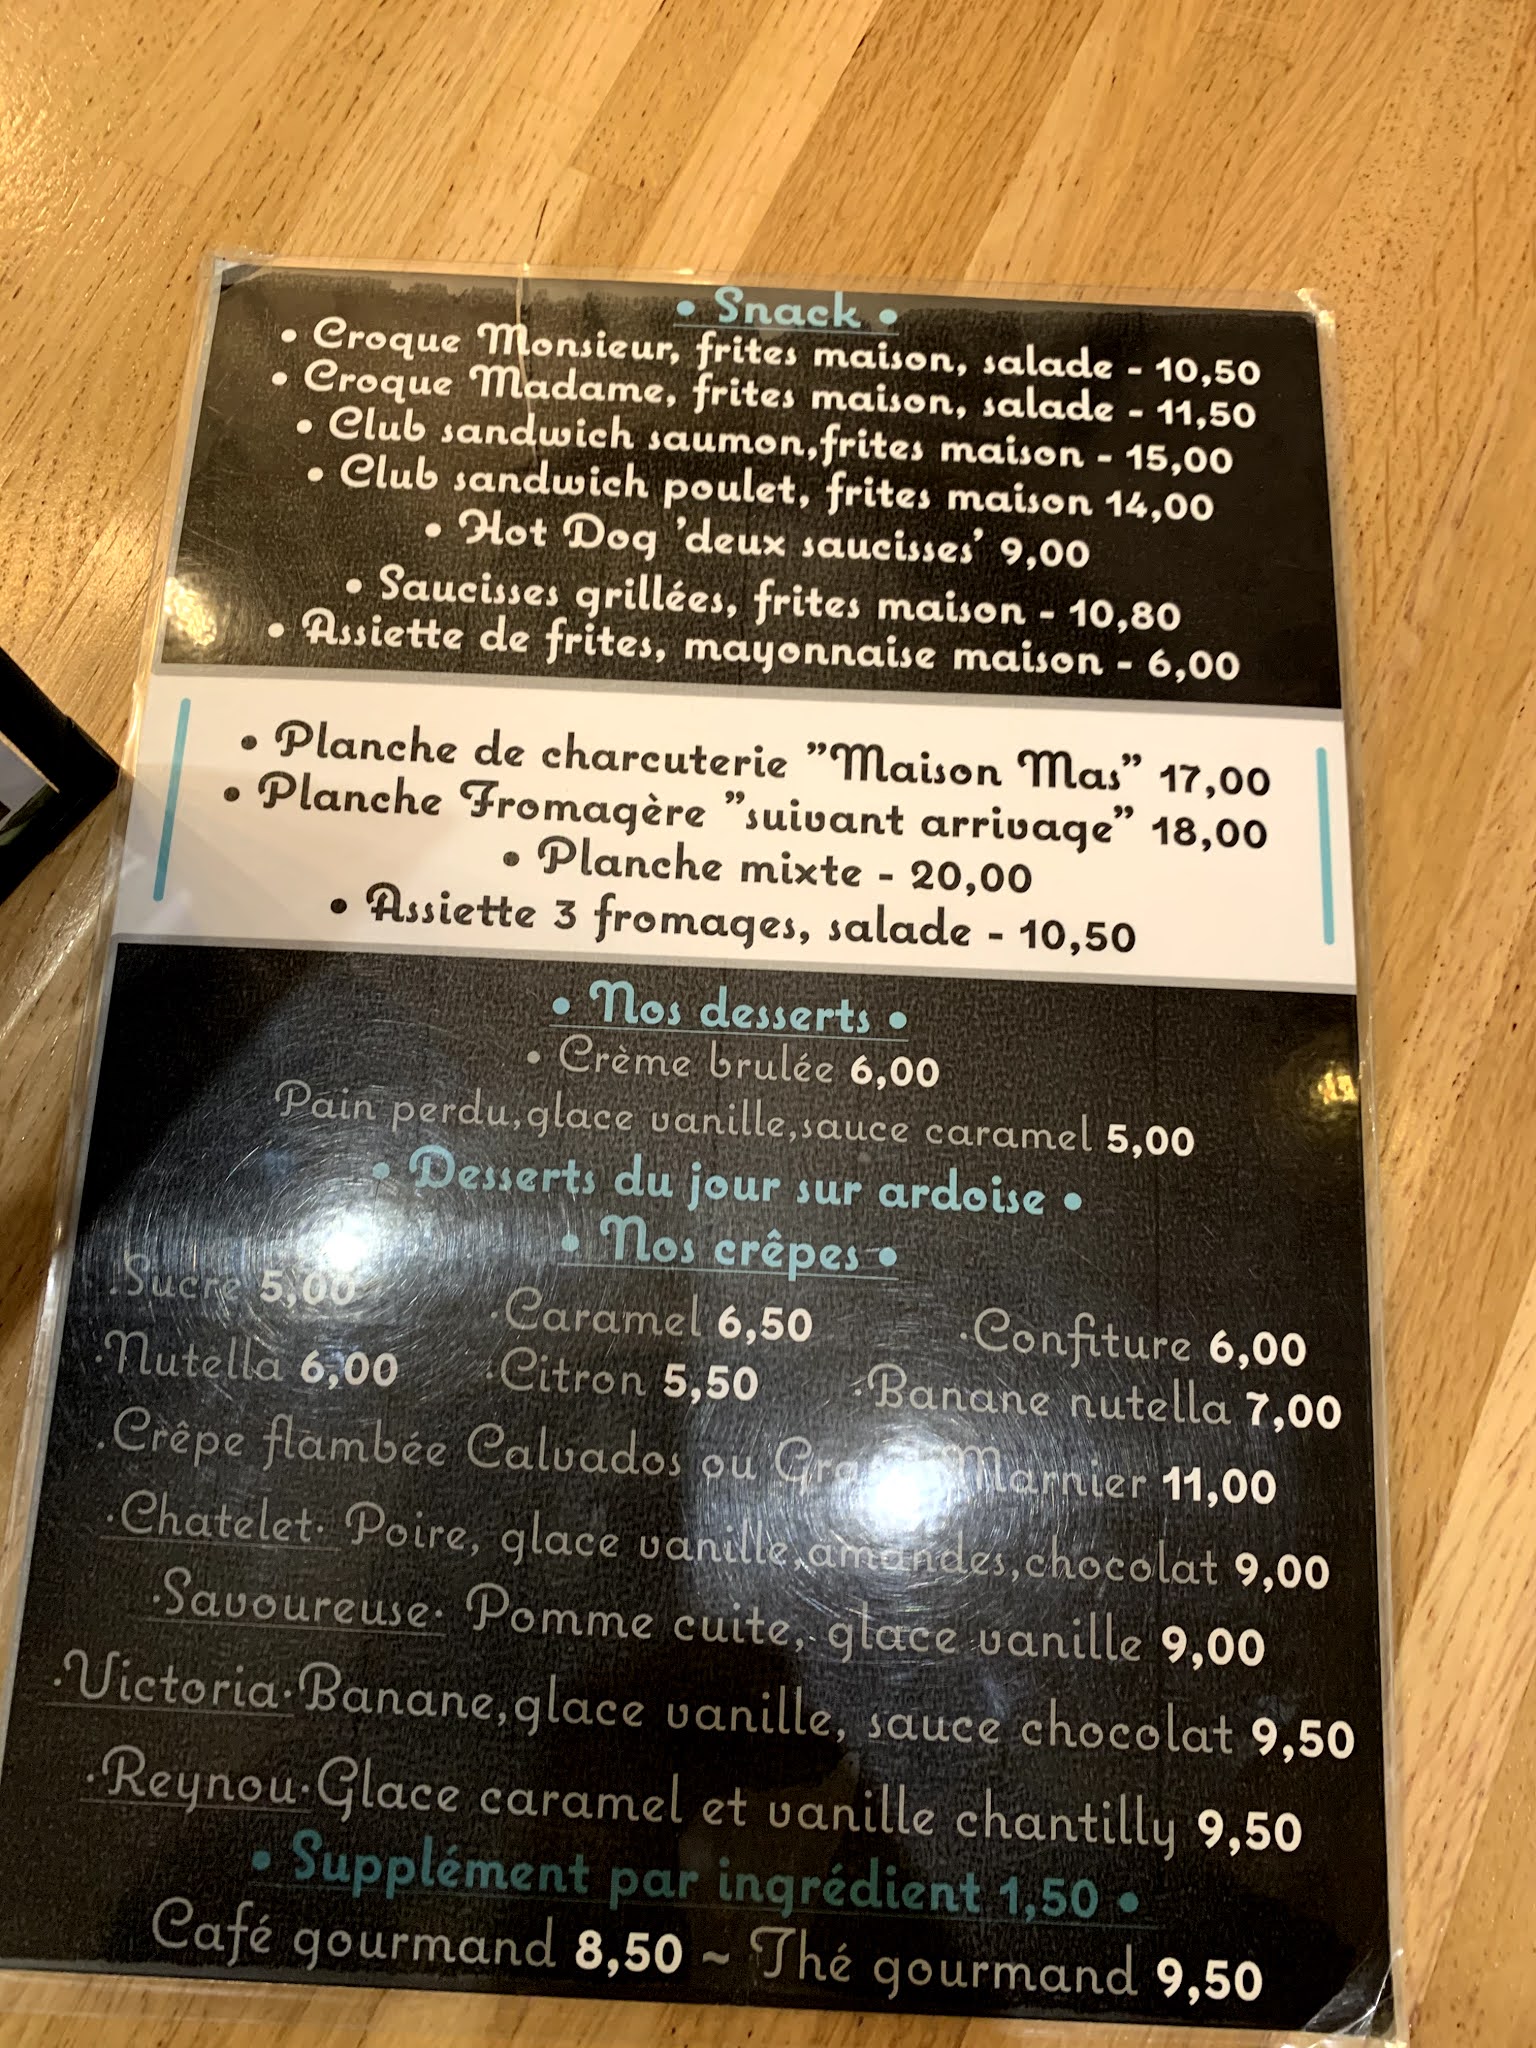 • Snack •
• Croque Monsieur, frites maison, salade - 10,50
• Croque Madame, frites maison, salade - 11,50
• Club sandwich saumon,frites maison - 15,00
• Club sandwich poulet, frites maison 14,00
• Hot Dog 'deux saucisses' 9,00
• Saucisses grillées, frites maison - 10,80
• Assiette de frites, mayonnaise maison - 6,00
• Planche de charcuterie "Maison Mas" 17,00
• Planche Fromagère "suivant arrivage" 18,00
• Planche mixte - 20,00
• Assiette 3 fromages, salade - 10,50
• Nos desserts •
• Crème brulée 6,00
Pain perdu,glace vanille,sauce caramel 5,00
• Desserts du jour sur ardoise •
• Nos crêpes •
.Sucre 5,00 .Caramel 6,50 .Confiture 6,00
.Nutella 6,00 .Citron 5,50 .Banane nutella 7,00
.Crêpe flambée Calvados ou Grand Marnier 11,00
.Chatelet. Poire, glace vanille,amandes,chocolat 9,00
.Savoureuse. Pomme cuite, glace vanille 9,00
.Victoria.Banane,glace vanille, sauce chocolat 9,50
.Reynou.Glace caramel et vanille chantilly 9,50
• Supplément par ingrédient 1,50 •
Café gourmand 8,50 ~ Thé gourmand 9,50